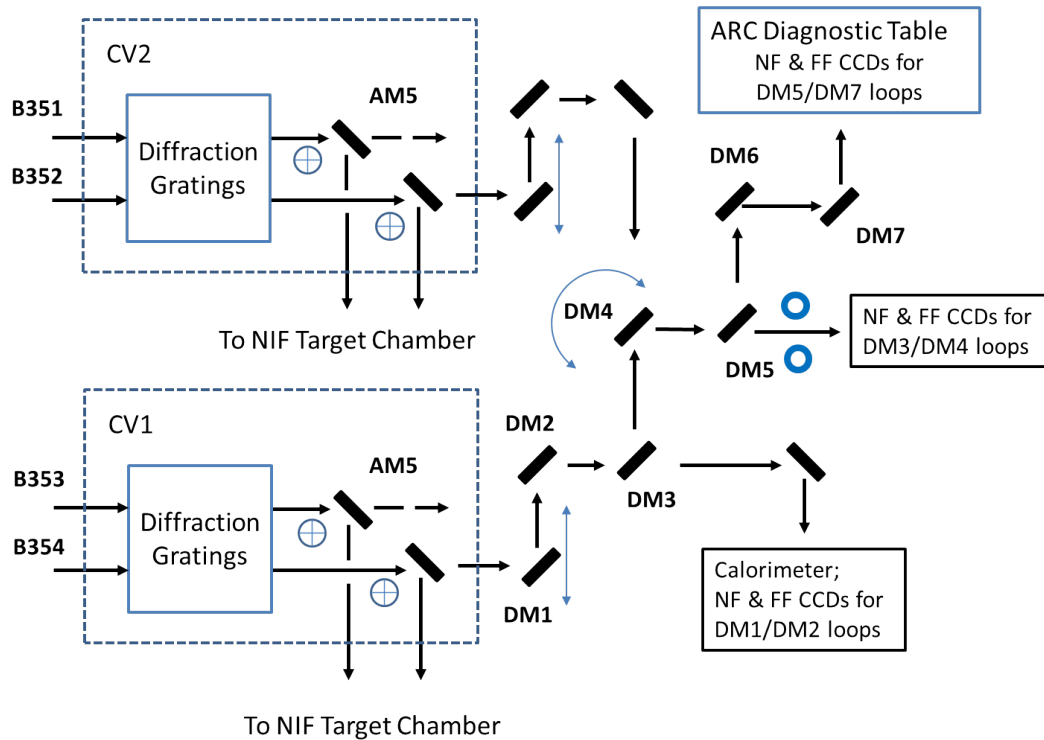 CV2
B351
B352
Diffraction
Gratings
AM5
To NIF Target Chamber
ARC Diagnostic Table
NF & FF CCDs for
DM5/DM7 loops
DM6
DM7
DM4
DM5
NF & FF CCDs for
DM3/DM4 loops
CV1
B353
B354
Diffraction
Gratings
AM5
DM2
DM1
DM3
Calorimeter;
NF & FF CCDs for
DM1/DM2 loops
To NIF Target Chamber